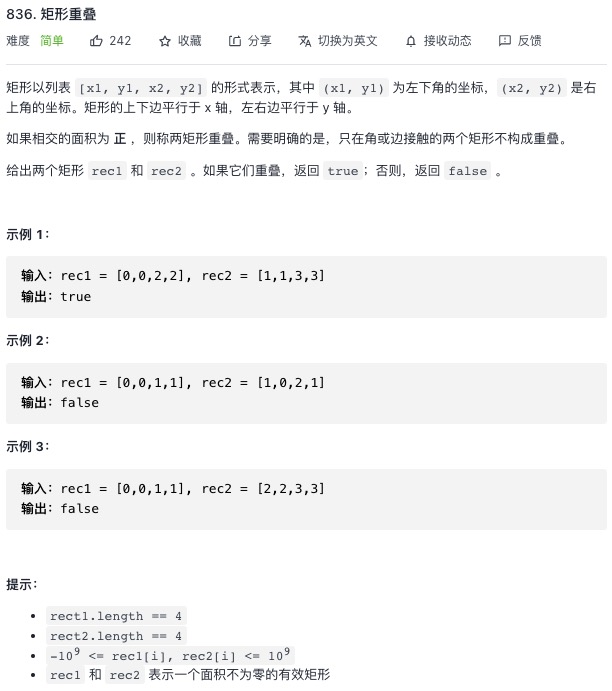 836. 矩形重叠
难度 简单 242 收藏 分享 切换为英文 接收动态 反馈
矩形以列表 [x1, y1, x2, y2] 的形式表示，其中 (x1, y1) 为左下角的坐标，(x2, y2) 是右
上角的坐标。矩形的上下边平行于 x 轴，左右边平行于 y 轴。
如果相交的面积为 正 ，则称两矩形重叠。需要明确的是，只在角或边接触的两个矩形不构成重叠。
给出两个矩形 rec1 和 rec2 。如果它们重叠，返回 true；否则，返回 false 。
示例 1：
输入：rec1 = [0,0,2,2], rec2 = [1,1,3,3]
输出：true
示例 2：
输入：rec1 = [0,0,1,1], rec2 = [1,0,2,1]
输出：false
示例 3：
输入：rec1 = [0,0,1,1], rec2 = [2,2,3,3]
输出：false
提示：
• rect1.length == 4
• rect2.length == 4
• -10⁹ <= rec1[i], rec2[i] <= 10⁹
• rec1 和 rec2 表示一个面积不为零的有效矩形